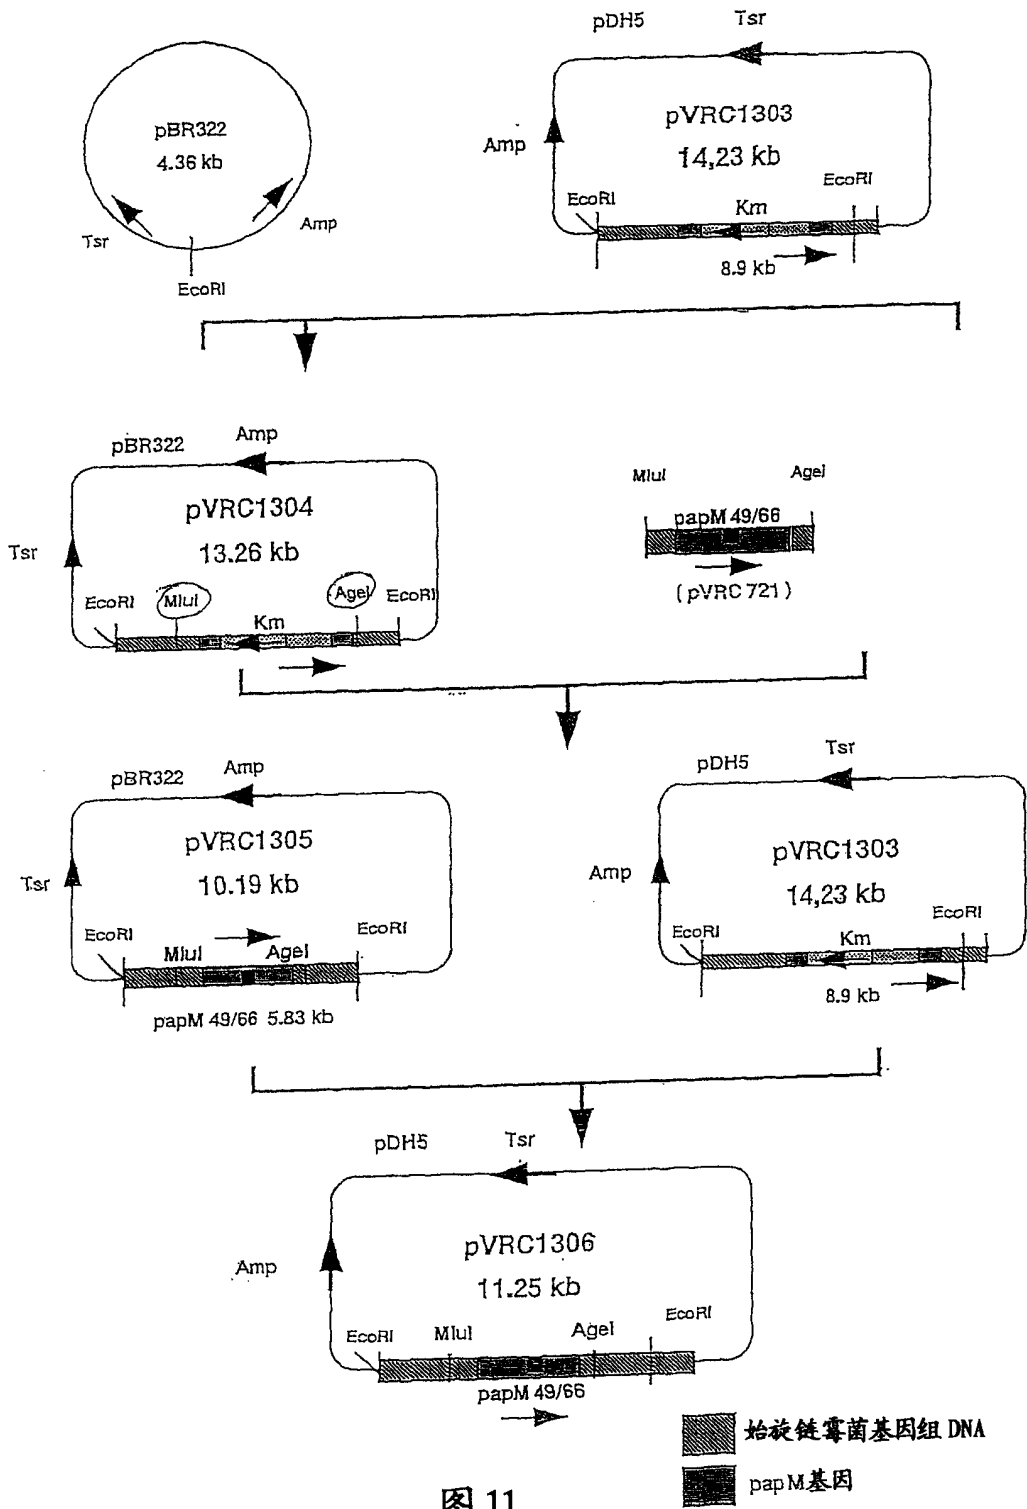 pDH5 Tsr
pBR322
4.36 kb
Tsr
Amp
EcoRI
Amp
pVRC1303
14,23 kb
EcoRI
EcoRI
Km
8.9 kb
pBR322 Amp
pVRC1304
13.26 kb
Tsr
EcoRI
MluI
AgeI
EcoRI
Km
MluI
AgeI
papM 49/66
(pVRC 721)
pBR322 Amp
pVRC1305
10.19 kb
Tsr
EcoRI
MluI
AgeI
EcoRI
papM 49/66 5.83 kb
pDH5 Tsr
pVRC1303
14,23 kb
Amp
EcoRI
EcoRI
Km
8.9 kb
pDH5 Tsr
pVRC1306
11.25 kb
Amp
EcoRI
MluI
AgeI
EcoRI
papM 49/66
始旋链霉菌基因组 DNA
papM基因
图 11